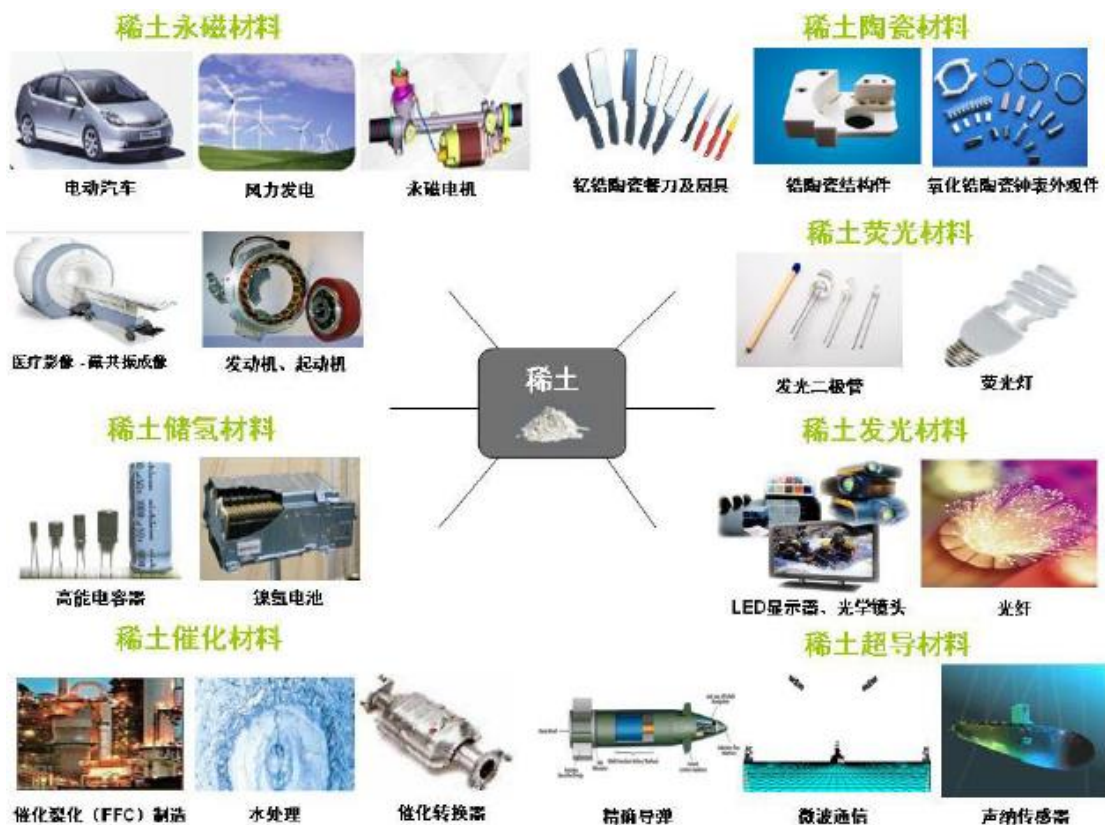 稀土永磁材料
稀土陶瓷材料
电动汽车
风力发电
永磁电机
钇锆陶瓷餐刀及厨具
锆陶瓷结构件
氧化锆陶瓷钟表外观件
稀土荧光材料
医疗影像 - 磁共振成像
发动机、起动机
稀土
发光二极管
荧光灯
稀土储氢材料
稀土发光材料
高能电容器
镍氢电池
LED显示器、光学镜头
光纤
稀土催化材料
稀土超导材料
催化裂化（FFC）制造
水处理
催化转换器
精确导弹
微波通信
声纳传感器